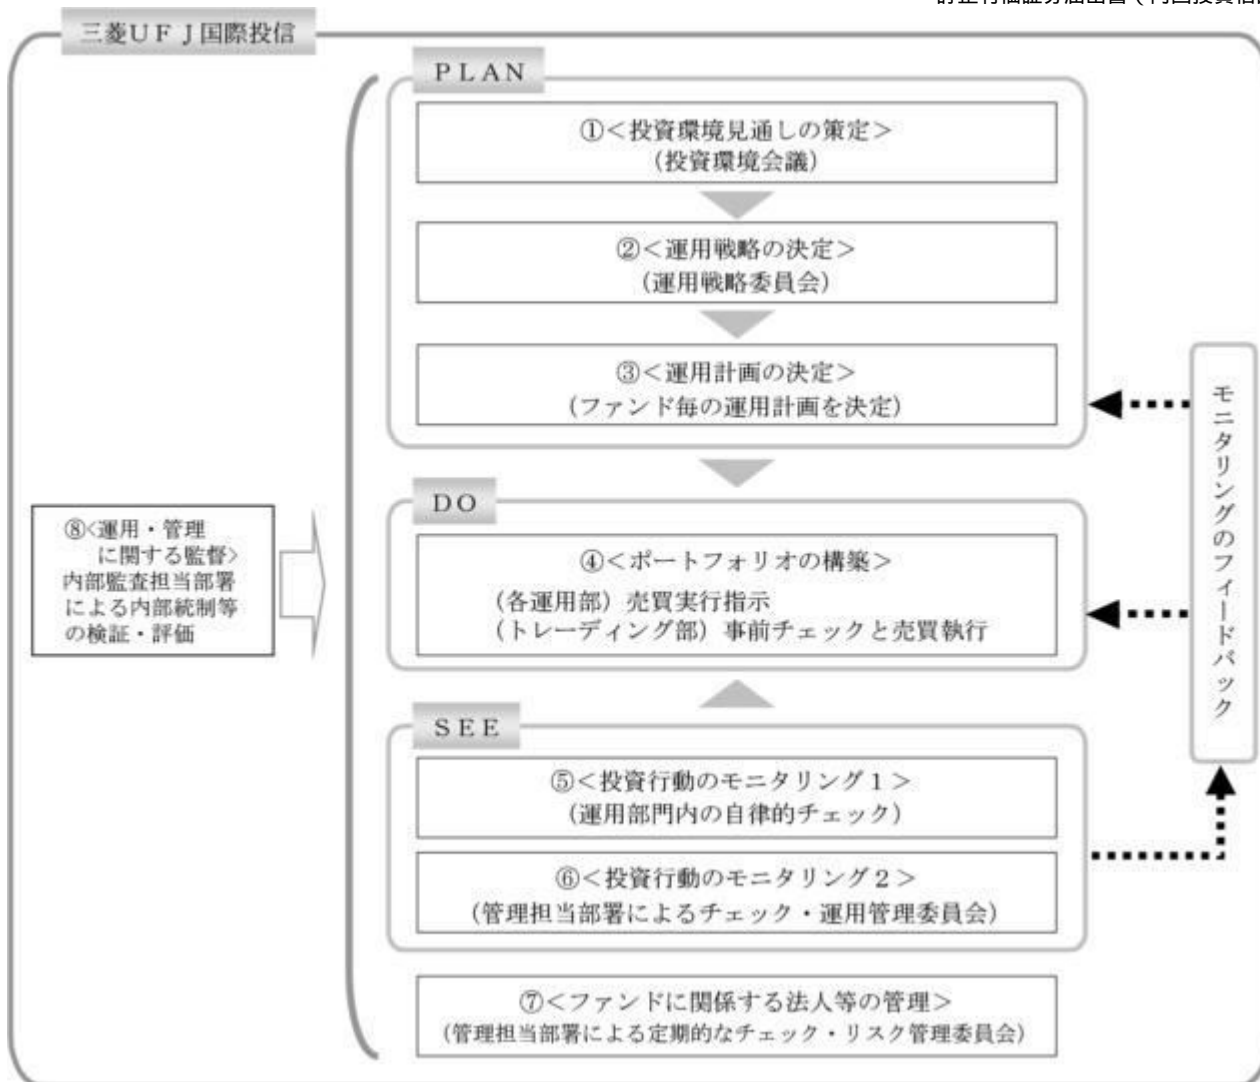 三菱ＵＦＪ国際投信
ＰＬＡＮ
①＜投資環境見通しの策定＞
（投資環境会議）
②＜運用戦略の決定＞
（運用戦略委員会）
③＜運用計画の決定＞
（ファンド毎の運用計画を決定）
ＤＯ
④＜ポートフォリオの構築＞
（各運用部）売買実行指示
（トレーディング部）事前チェックと売買執行
ＳＥＥ
⑤＜投資行動のモニタリング１＞
（運用部門内の自律的チェック）
⑥＜投資行動のモニタリング２＞
（管理担当部署によるチェック・運用管理委員会）
⑦＜ファンドに関係する法人等の管理＞
（管理担当部署による定期的なチェック・リスク管理委員会）
⑧<運用・管理
に関する監督>
内部監査担当部署
による内部統制等
の検証・評価
モニタリングのフィードバック